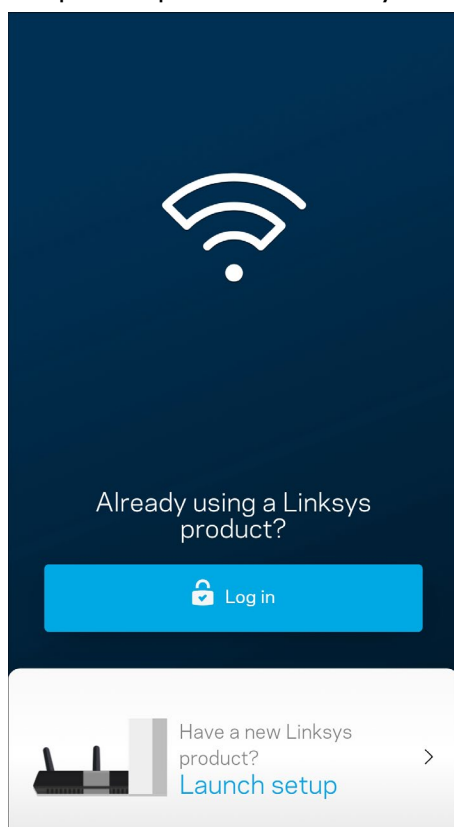 Already using a Linksys
product?
Log in
Have a new Linksys
product?
Launch setup